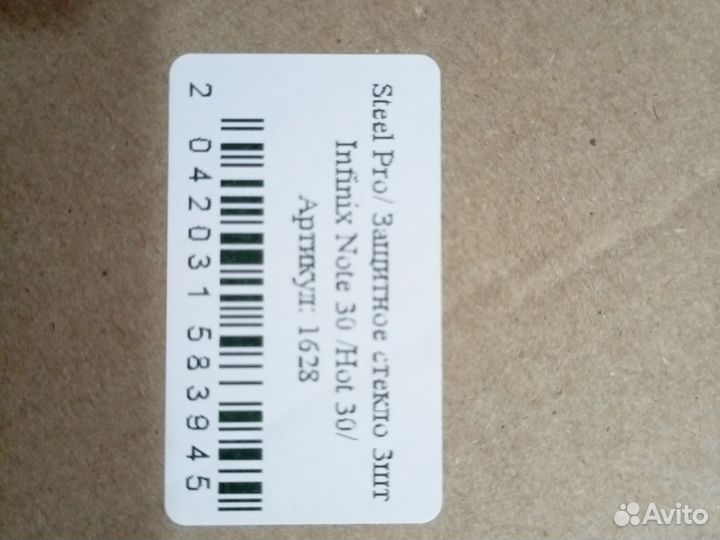 Steel Pro/ Защитное стекло 3шт
Infinix Note 30 /Hot 30/
Артикул: 1628
2 042031 583945
Avito